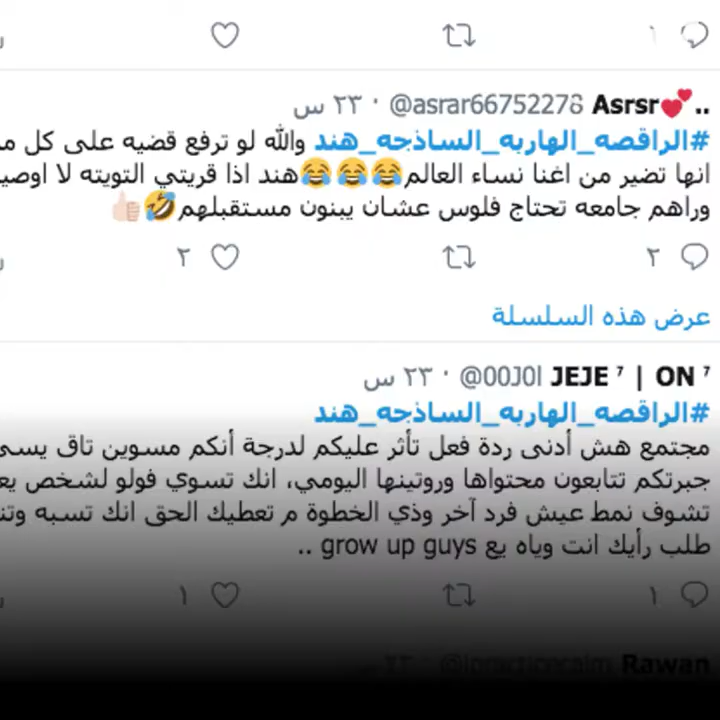 ١
Asrsr💕.. @asrar66752278 · ٢٣ س
#الراقصه_الهاربه_الساذجه_هند والله لو ترفع قضيه على كل
انها تضير من اغنا نساء العالم😂😂😂هند اذا قريتي التويته لا
وراهم جامعه تحتاج فلوس عشان يبنون مستقبلهم🤣👍🏻
٢ ٢
عرض هذه السلسلة
JEJE ⁷ | ON ⁷ @00J0l · ٢٣ س
#الراقصه_الهاربه_الساذجه_هند
مجتمع هش أدنى ردة فعل تأثر عليكم لدرجة أنكم مسوين تاق
جبرتكم تتابعون محتواها وروتينها اليومي، انك تسوي فولو لشخص
تشوف نمط عيش فرد آخر وذي الخطوة م تعطيك الحق انك تسبه
طلب رأيك انت وياه يع grow up guys ..
١ ١
Rawan · ٢٣ س